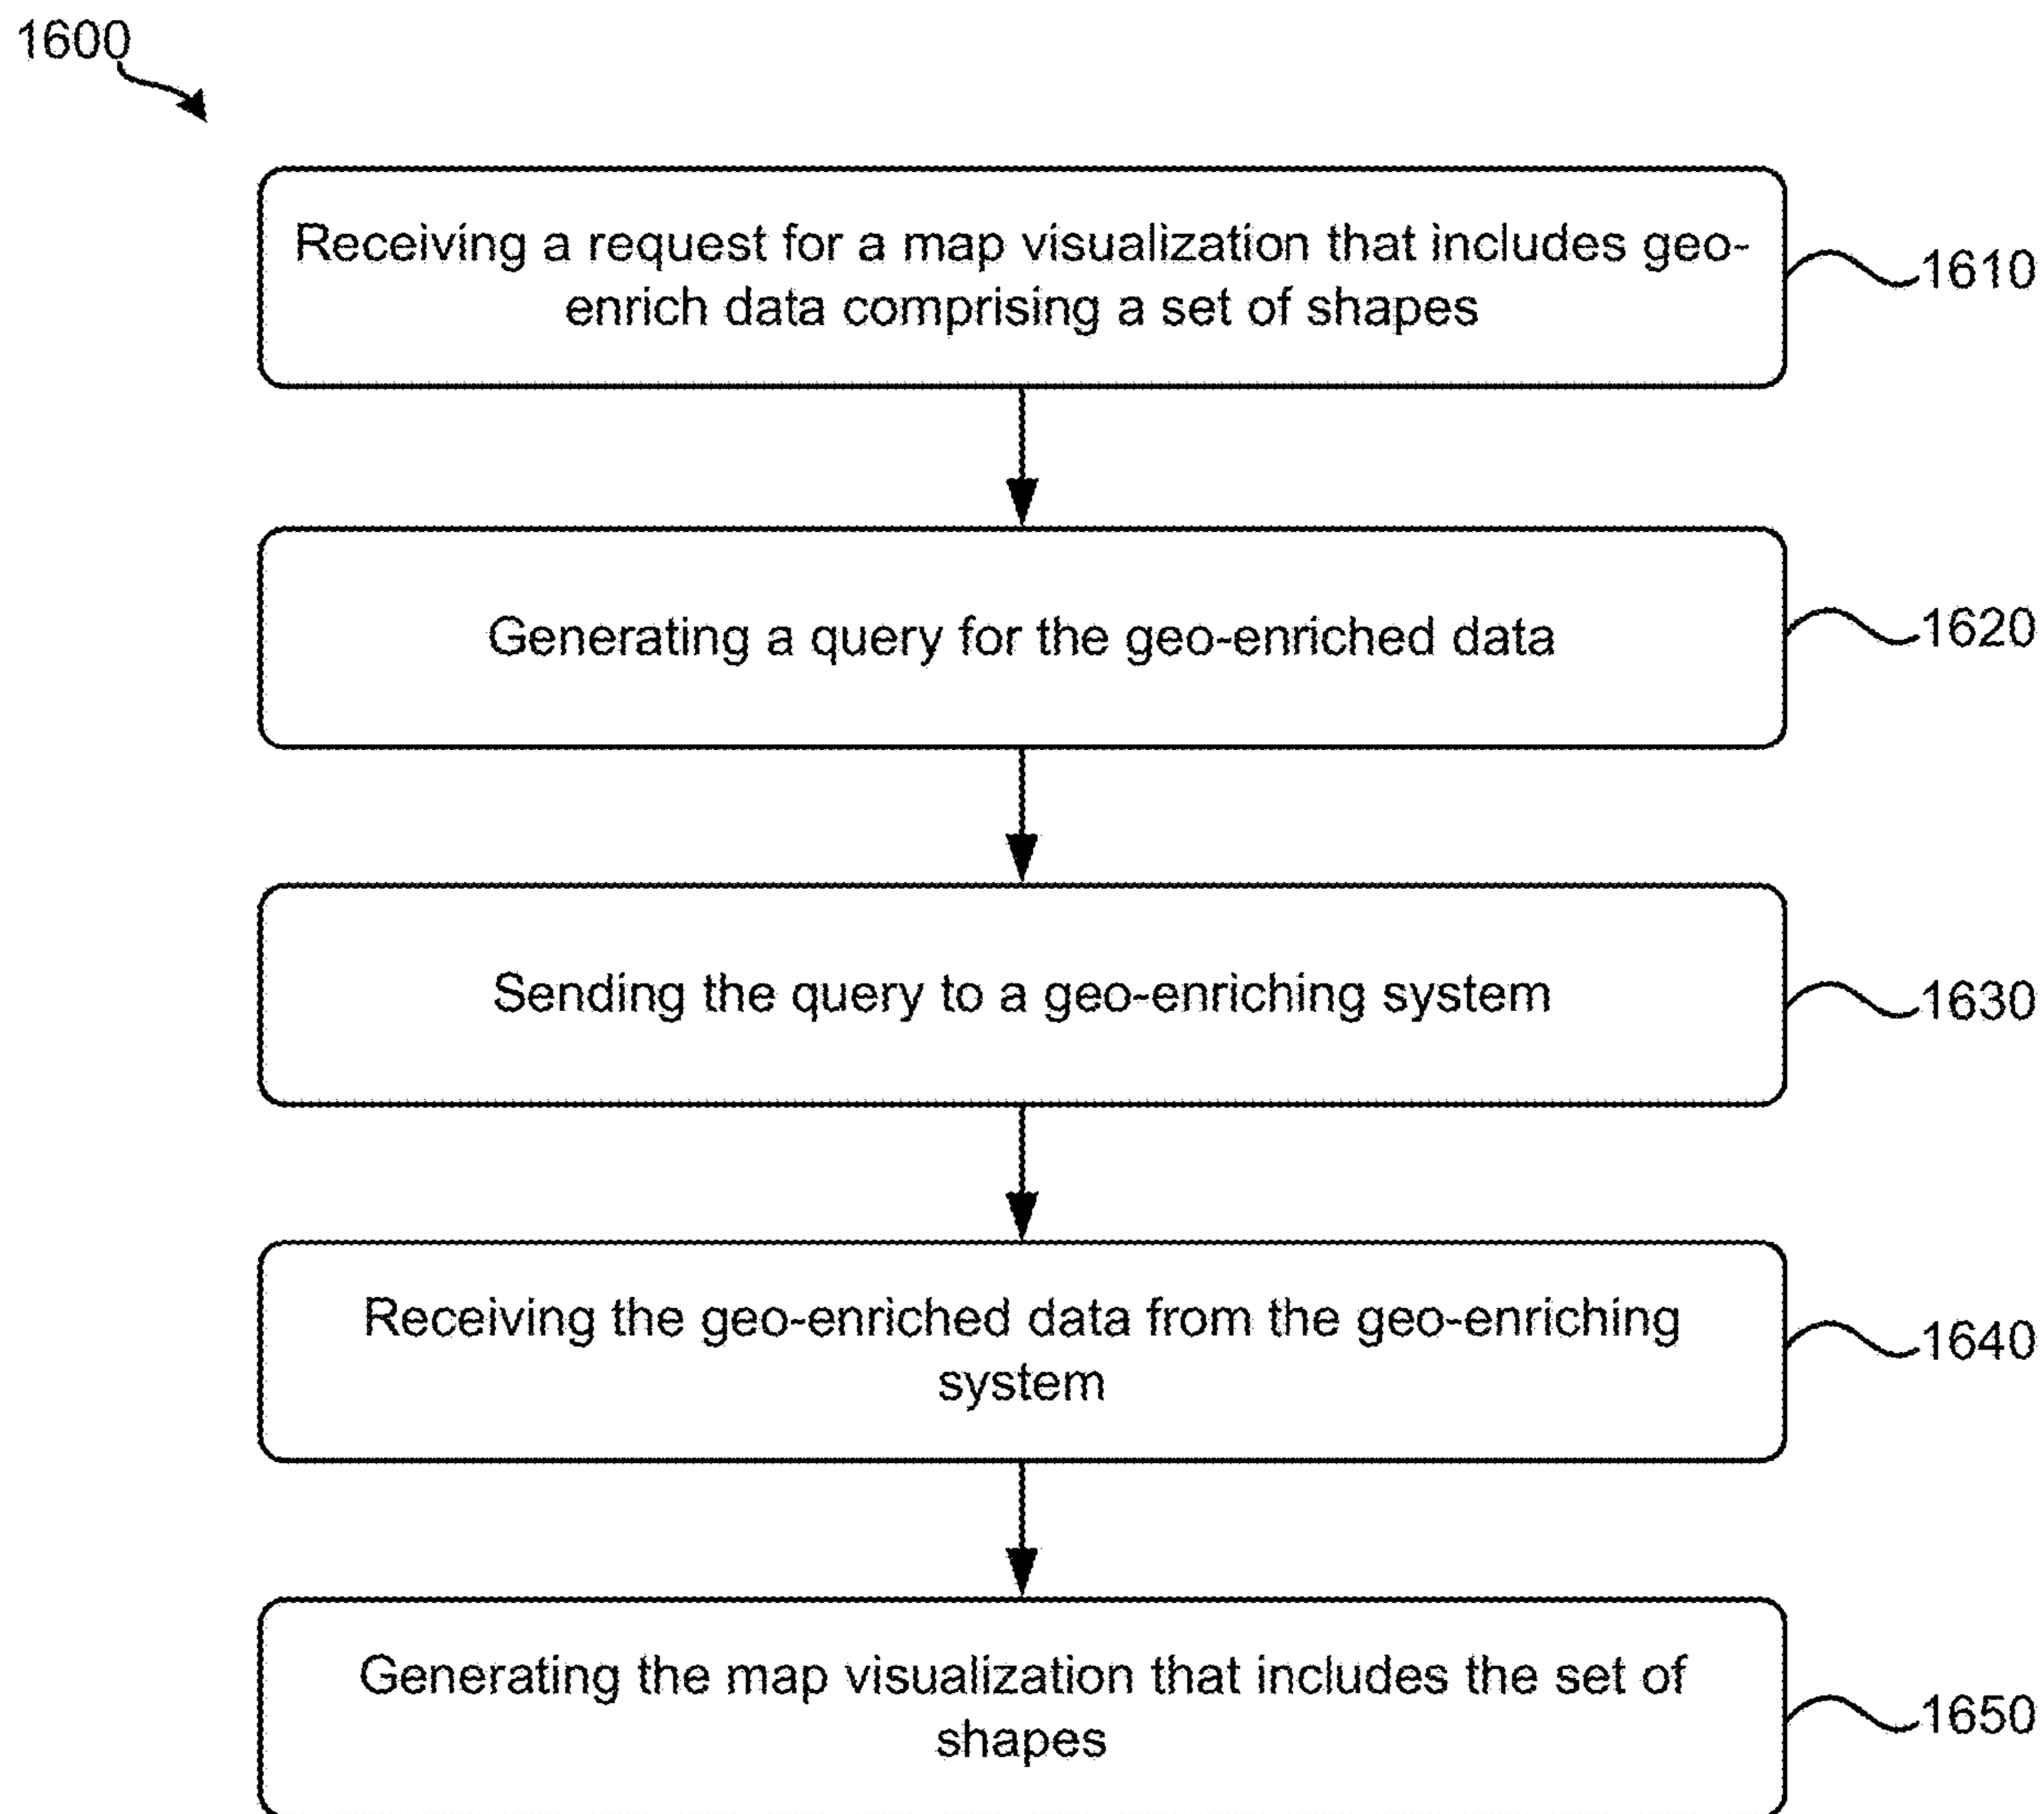 1600
Receiving a request for a map visualization that includes geo-
enrich data comprising a set of shapes
1610
Generating a query for the geo-enriched data
1620
Sending the query to a geo-enriching system
1630
Receiving the geo-enriched data from the geo-enriching
system
1640
Generating the map visualization that includes the set of
shapes
1650